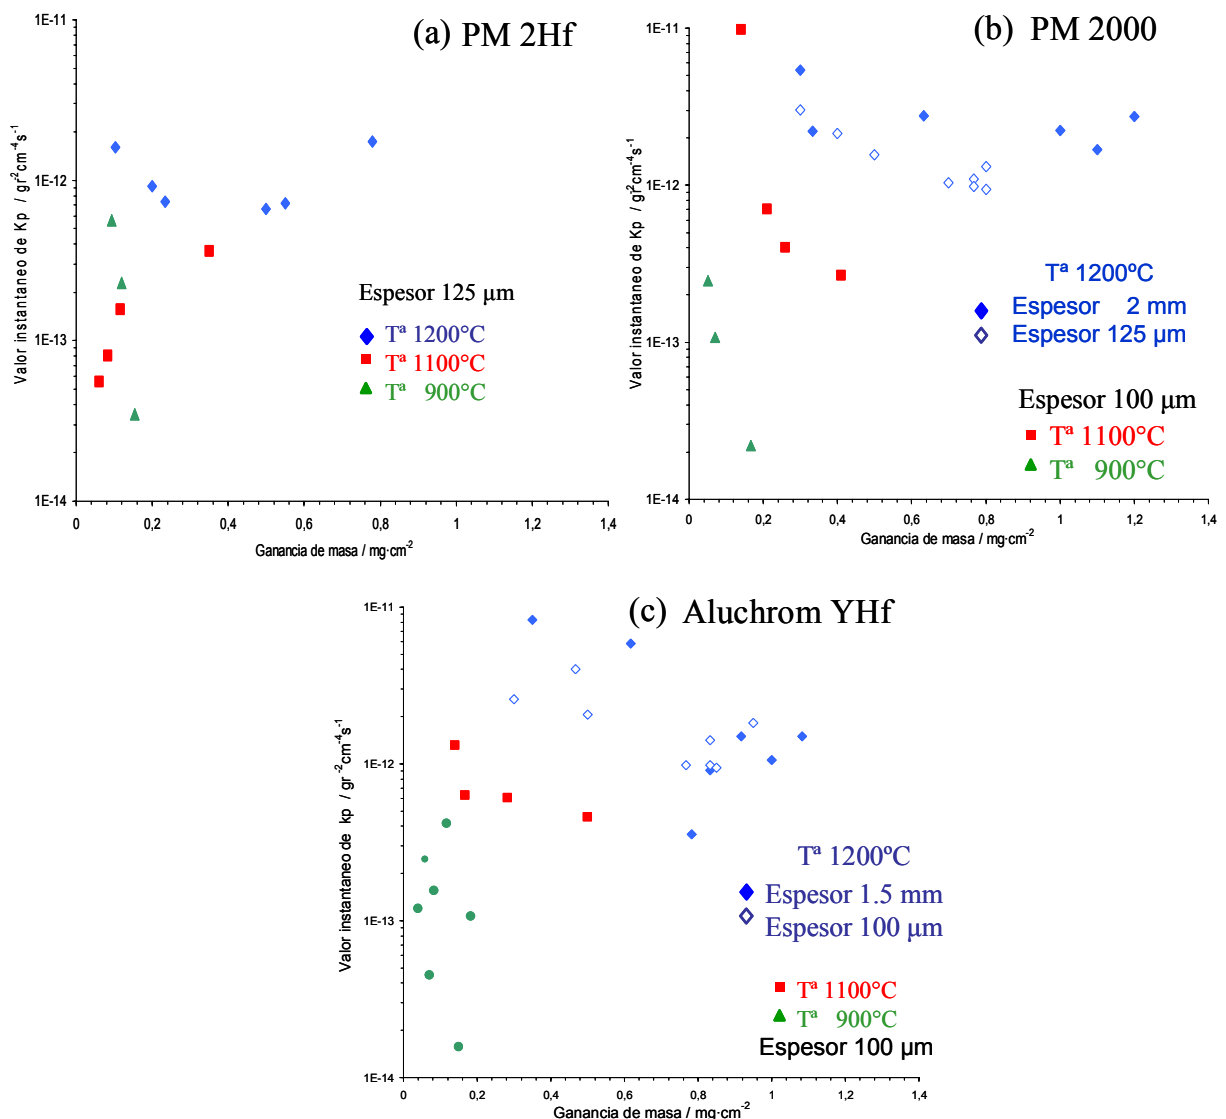 (a) PM 2Hf
1E-11
1E-12
1E-13
1E-14
Valor instantaneo de Kp / gr²cm⁻⁴s⁻¹
Espesor 125 µm
Tª 1200°C
Tª 1100°C
Tª 900°C
0 0,2 0,4 0,6 0,8 1 1,2 1,4
Ganancia de masa / mg·cm⁻²
(b) PM 2000
1E-11
1E-12
1E-13
1E-14
Valor instantaneo de Kp / gr²cm⁻⁴s⁻¹
Tª 1200ºC
Espesor 2 mm
Espesor 125 µm
Espesor 100 µm
Tª 1100°C
Tª 900°C
0 0,2 0,4 0,6 0,8 1 1,2 1,4
Ganancia de masa / mg·cm⁻²
(c) Aluchrom YHf
1E-11
1E-12
1E-13
1E-14
Valor instantaneo de kp / gr⁻²cm⁻⁴s⁻¹
Tª 1200ºC
Espesor 1.5 mm
Espesor 100 µm
Tª 1100°C
Tª 900°C
Espesor 100 µm
0 0,2 0,4 0,6 0,8 1 1,2 1,4
Ganancia de masa / mg·cm⁻²